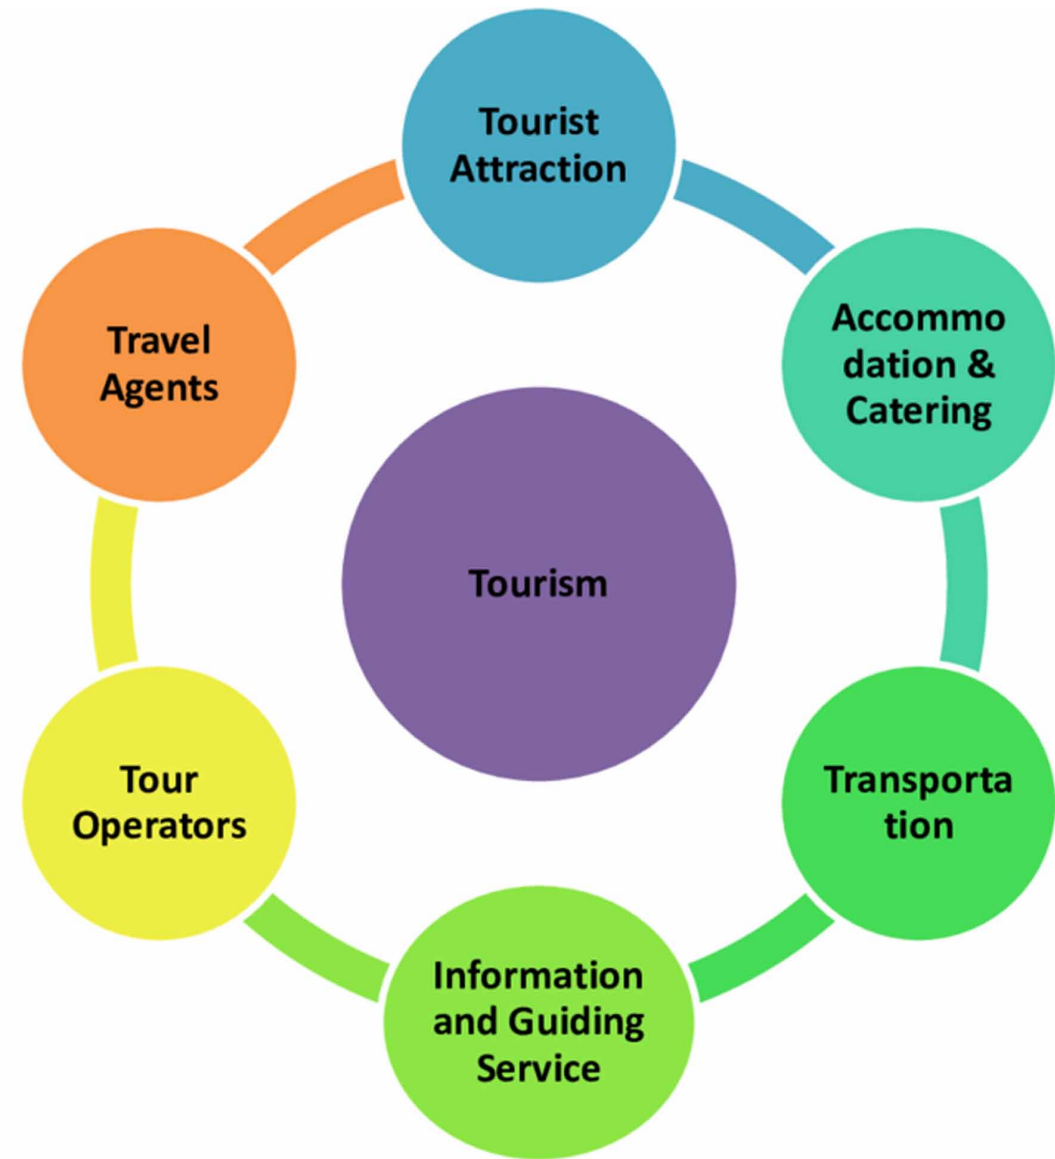 Tourist
Attraction
Accommo
dation &
Catering
Transporta
tion
Information
and Guiding
Service
Tour
Operators
Travel
Agents
Tourism